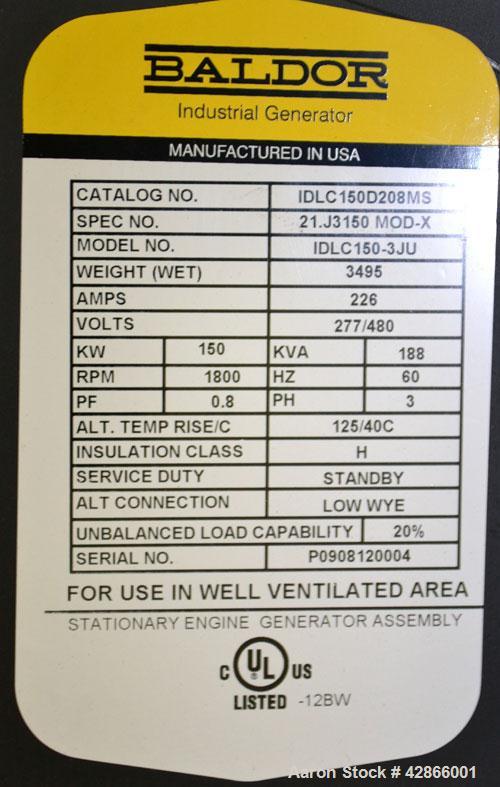 BALDOR
Industrial Generator
MANUFACTURED IN USA
CATALOG NO. IDLC150D208MS
SPEC NO. 21.J3150 MOD-X
MODEL NO. IDLC150-3JU
WEIGHT (WET) 3495
AMPS 226
VOLTS 277/480
KW 150 KVA 188
RPM 1800 HZ 60
PF 0.8 PH 3
ALT. TEMP RISE/C 125/40C
INSULATION CLASS H
SERVICE DUTY STANDBY
ALT CONNECTION LOW WYE
UNBALANCED LOAD CAPABILITY 20%
SERIAL NO. P0908120004
FOR USE IN WELL VENTILATED AREA
STATIONARY ENGINE GENERATOR ASSEMBLY
C UL ® US
LISTED -12BW
Aaron Stock # 42866001